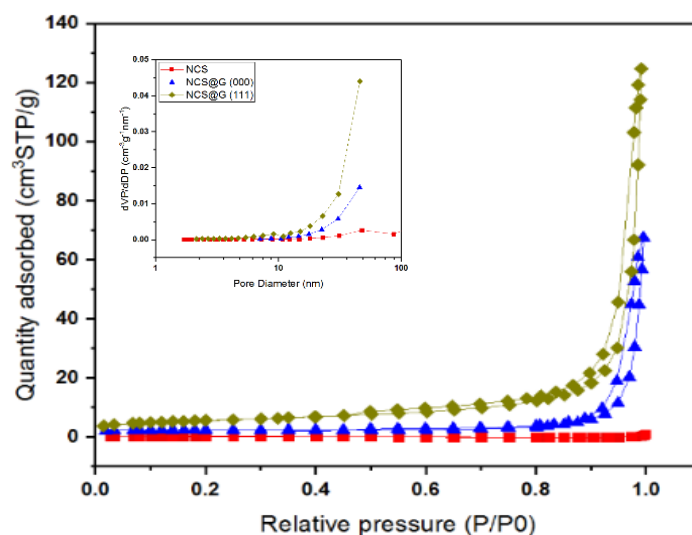 140
120
100
80
60
40
20
0
Quantity adsorbed (cm³STP/g)
0.0 0.2 0.4 0.6 0.8 1.0
Relative pressure (P/P0)
NCS
NCS@G (000)
NCS@G (111)
0.05
0.04
0.03
0.02
0.01
0.00
dVP/dDP (cm³g⁻¹nm⁻¹)
1 10 100
Pore Diameter (nm)